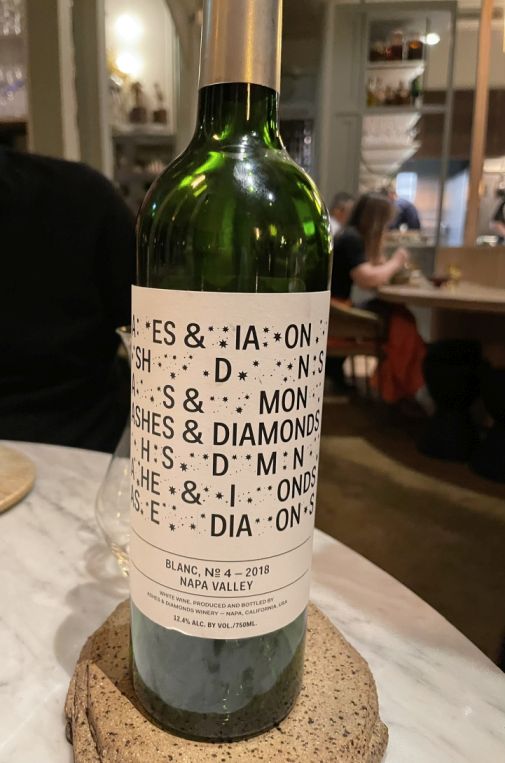 A: *ES & *IA*ON
SH D N:S
A S & MON
ASHES & DIAMONDS
H:S D M:N
A HE & I ONDS
AS:E DIA ON S
BLANC, Nº 4 – 2018
NAPA VALLEY
WHITE WINE. PRODUCED AND BOTTLED BY
ASHES & DIAMONDS WINERY – NAPA, CALIFORNIA, USA
12.4% ALC. BY VOL./750ML.